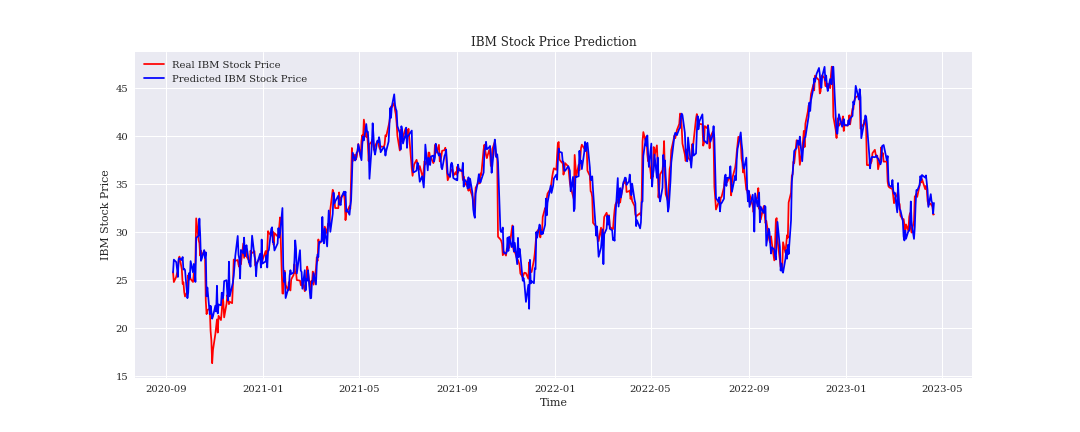 IBM Stock Price Prediction
Real IBM Stock Price
Predicted IBM Stock Price
IBM Stock Price
45
40
35
30
25
20
15
2020-09 2021-01 2021-05 2021-09 2022-01 2022-05 2022-09 2023-01 2023-05
Time